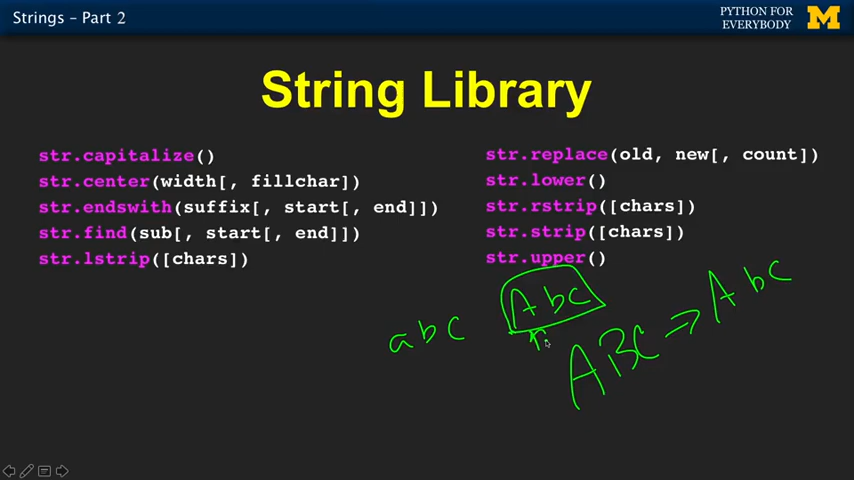 Strings – Part 2
PYTHON FOR
EVERYBODY
M
String Library
str.capitalize()
str.center(width[, fillchar])
str.endswith(suffix[, start[, end]])
str.find(sub[, start[, end]])
str.lstrip([chars])
str.replace(old, new[, count])
str.lower()
str.rstrip([chars])
str.strip([chars])
str.upper()
abc Abc ABC ⇒ Abc